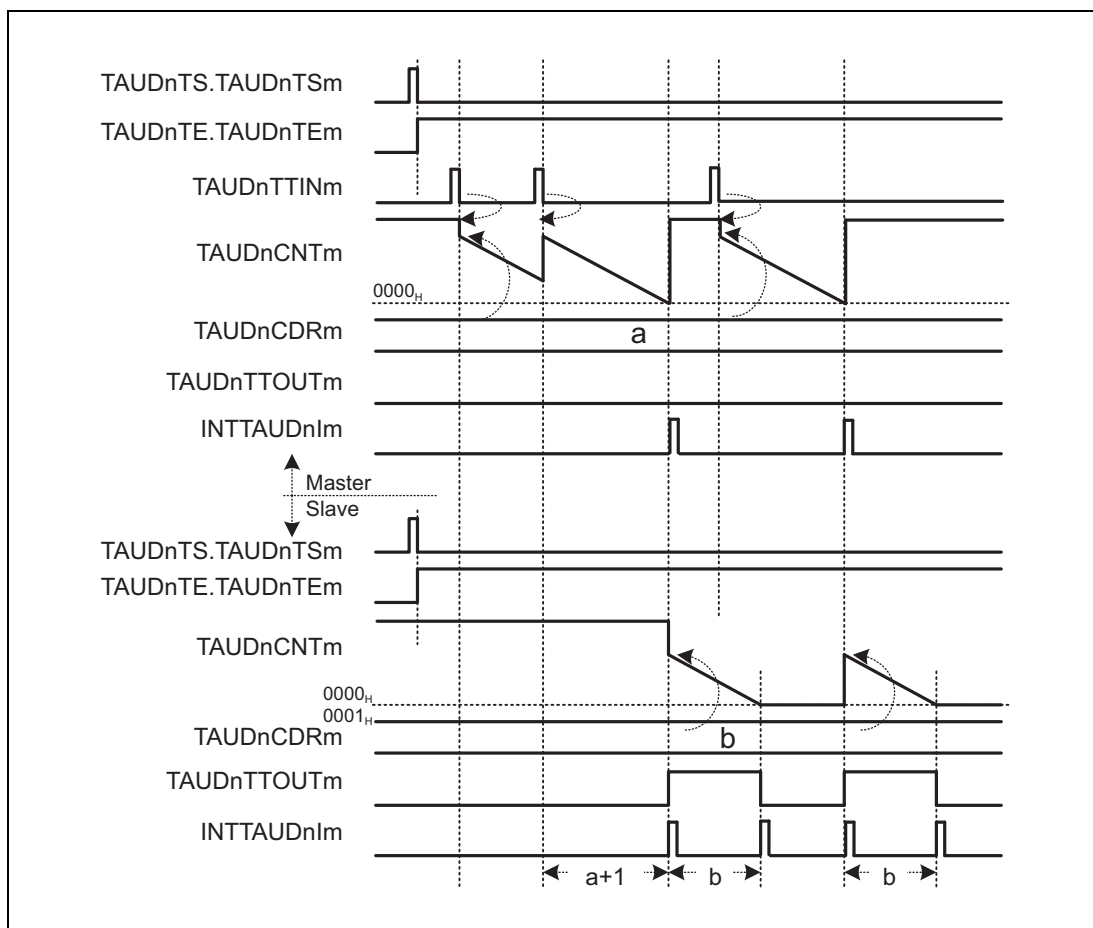 TAUDnTS.TAUDnTSm
TAUDnTE.TAUDnTEm
TAUDnTTINm
TAUDnCNTm
0000H
TAUDnCDRm
a
TAUDnTTOUTm
INTTAUDnIm
Master
Slave
TAUDnTS.TAUDnTSm
TAUDnTE.TAUDnTEm
TAUDnCNTm
0000H
0001H
TAUDnCDRm
b
TAUDnTTOUTm
INTTAUDnIm
a+1 b b